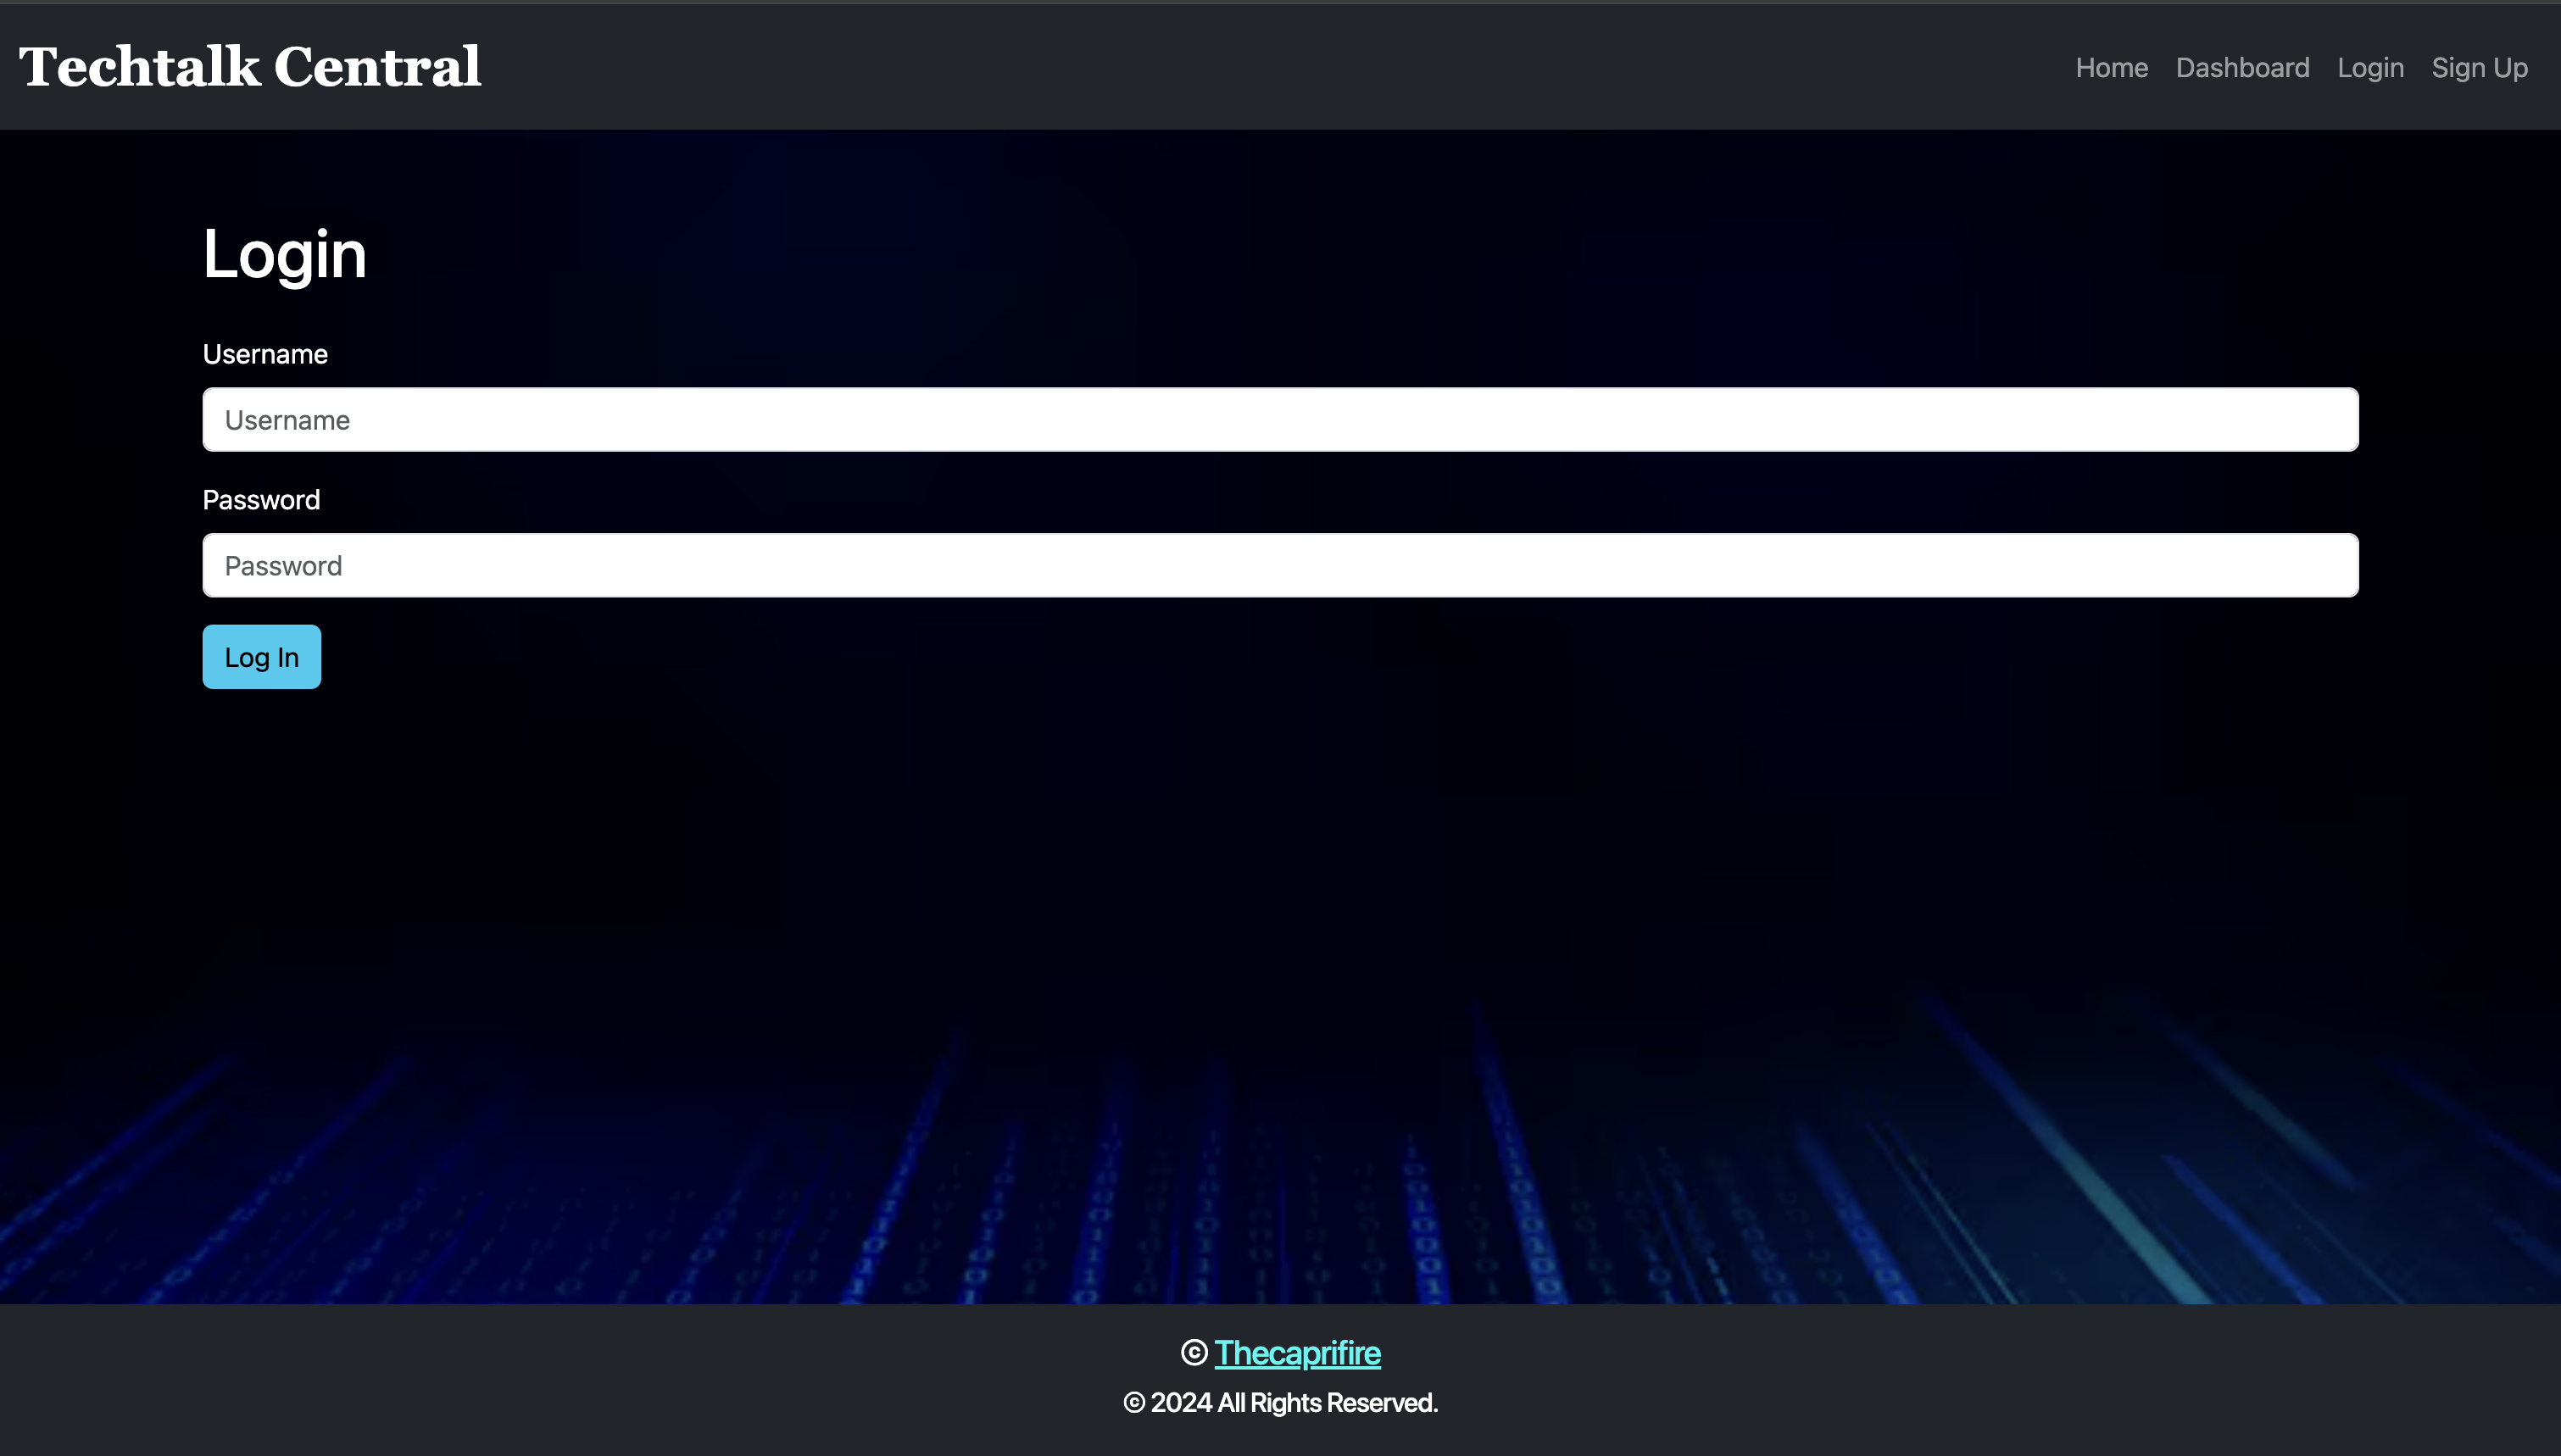 Techtalk Central
Home Dashboard Login Sign Up
Login
Username
Username
Password
Password
Log In
© Thecaprifire
© 2024 All Rights Reserved.